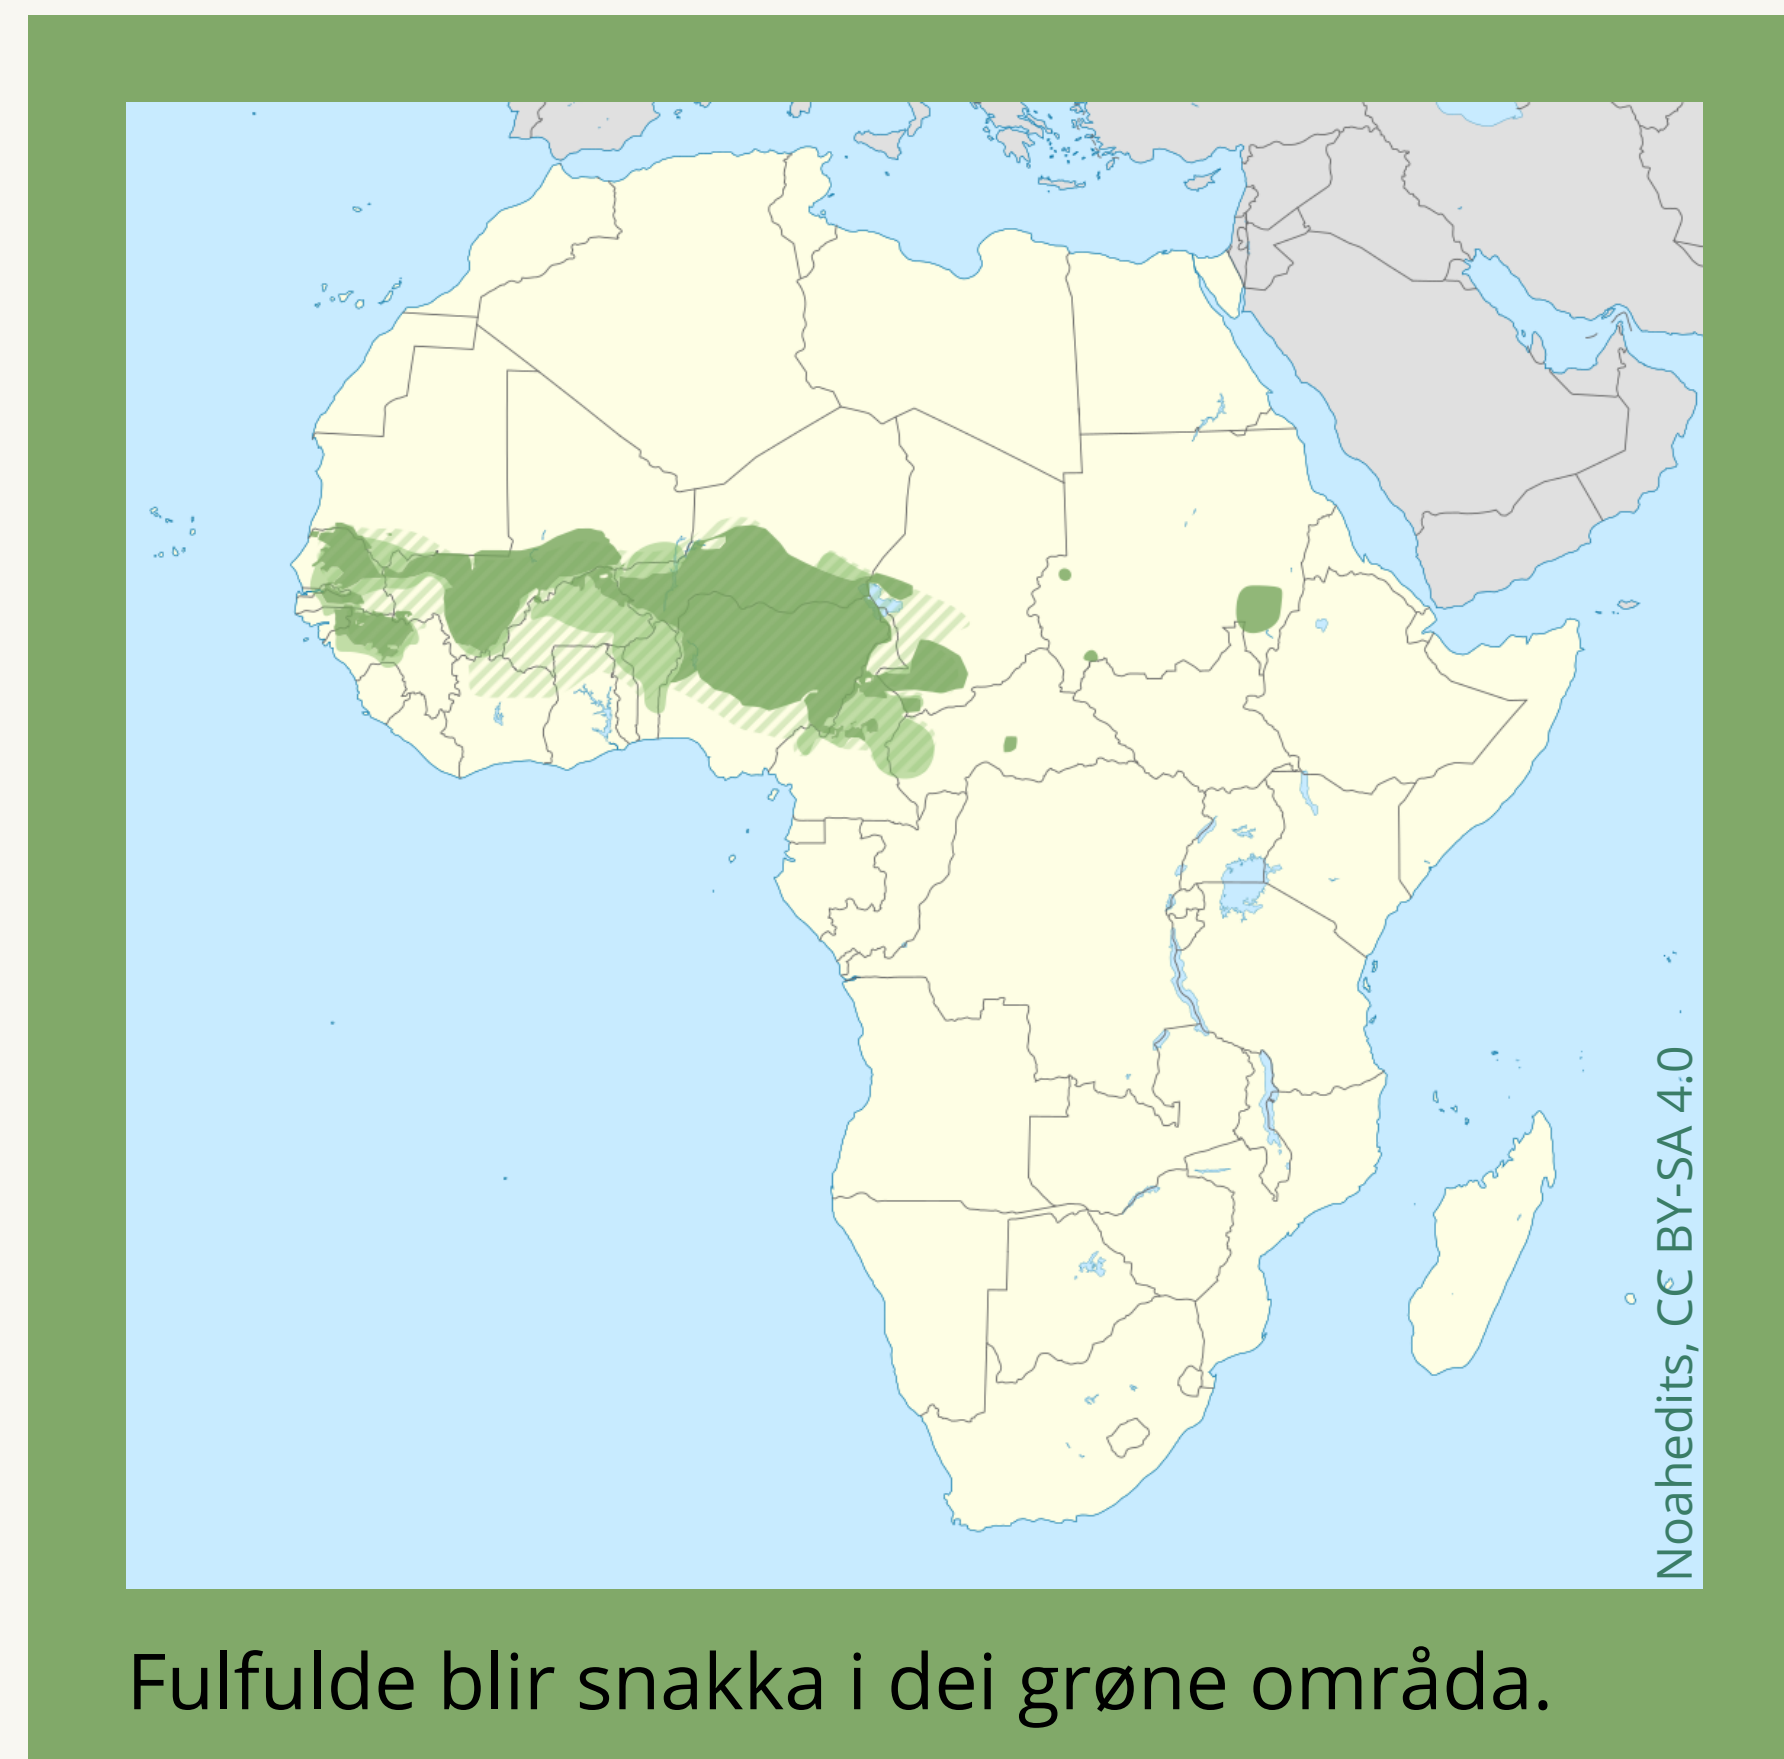 Noahedits, CC BY-SA 4.0
Fulfulde blir snakka i dei grøne områda.